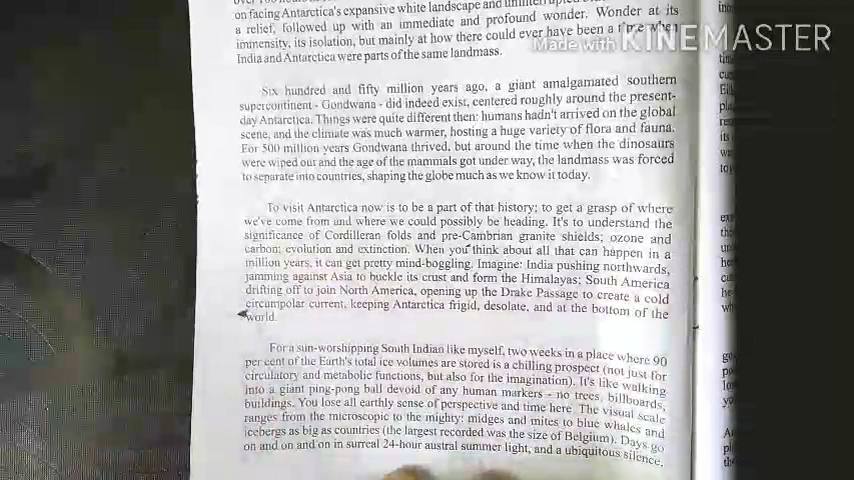 on facing Antarctica's expansive white landscape and
a relief, followed up with an immediate and profound wonder. Wonder at its
immensity, its isolation, but mainly at how there could ever have been a time when
India and Antarctica were parts of the same landmass.
Made with KINEMASTER
Six hundred and fifty million years ago, a giant amalgamated southern
supercontinent - Gondwana - did indeed exist, centered roughly around the present-
day Antarctica. Things were quite different then: humans hadn't arrived on the global
scene, and the climate was much warmer, hosting a huge variety of flora and fauna.
For 500 million years Gondwana thrived, but around the time when the dinosaurs
were wiped out and the age of the mammals got under way, the landmass was forced
to separate into countries, shaping the globe much as we know it today.
To visit Antarctica now is to be a part of that history; to get a grasp of where
we've come from and where we could possibly be heading. It's to understand the
significance of Cordilleran folds and pre-Cambrian granite shields; ozone and
carbon; evolution and extinction. When you think about all that can happen in a
million years, it can get pretty mind-boggling. Imagine: India pushing northwards,
jamming against Asia to buckle its crust and form the Himalayas; South America
drifting off to join North America, opening up the Drake Passage to create a cold
circumpolar current, keeping Antarctica frigid, desolate, and at the bottom of the
world.
For a sun-worshipping South Indian like myself, two weeks in a place where 90
per cent of the Earth's total ice volumes are stored is a chilling prospect (not just for
circulatory and metabolic functions, but also for the imagination). It's like walking
into a giant ping-pong ball devoid of any human markers - no trees, billboards,
buildings. You lose all earthly sense of perspective and time here. The visual scale
ranges from the microscopic to the mighty: midges and mites to blue whales and
icebergs as big as countries (the largest recorded was the size of Belgium). Days go
on and on and on in surreal 24-hour austral summer light, and a ubiquitous silence,